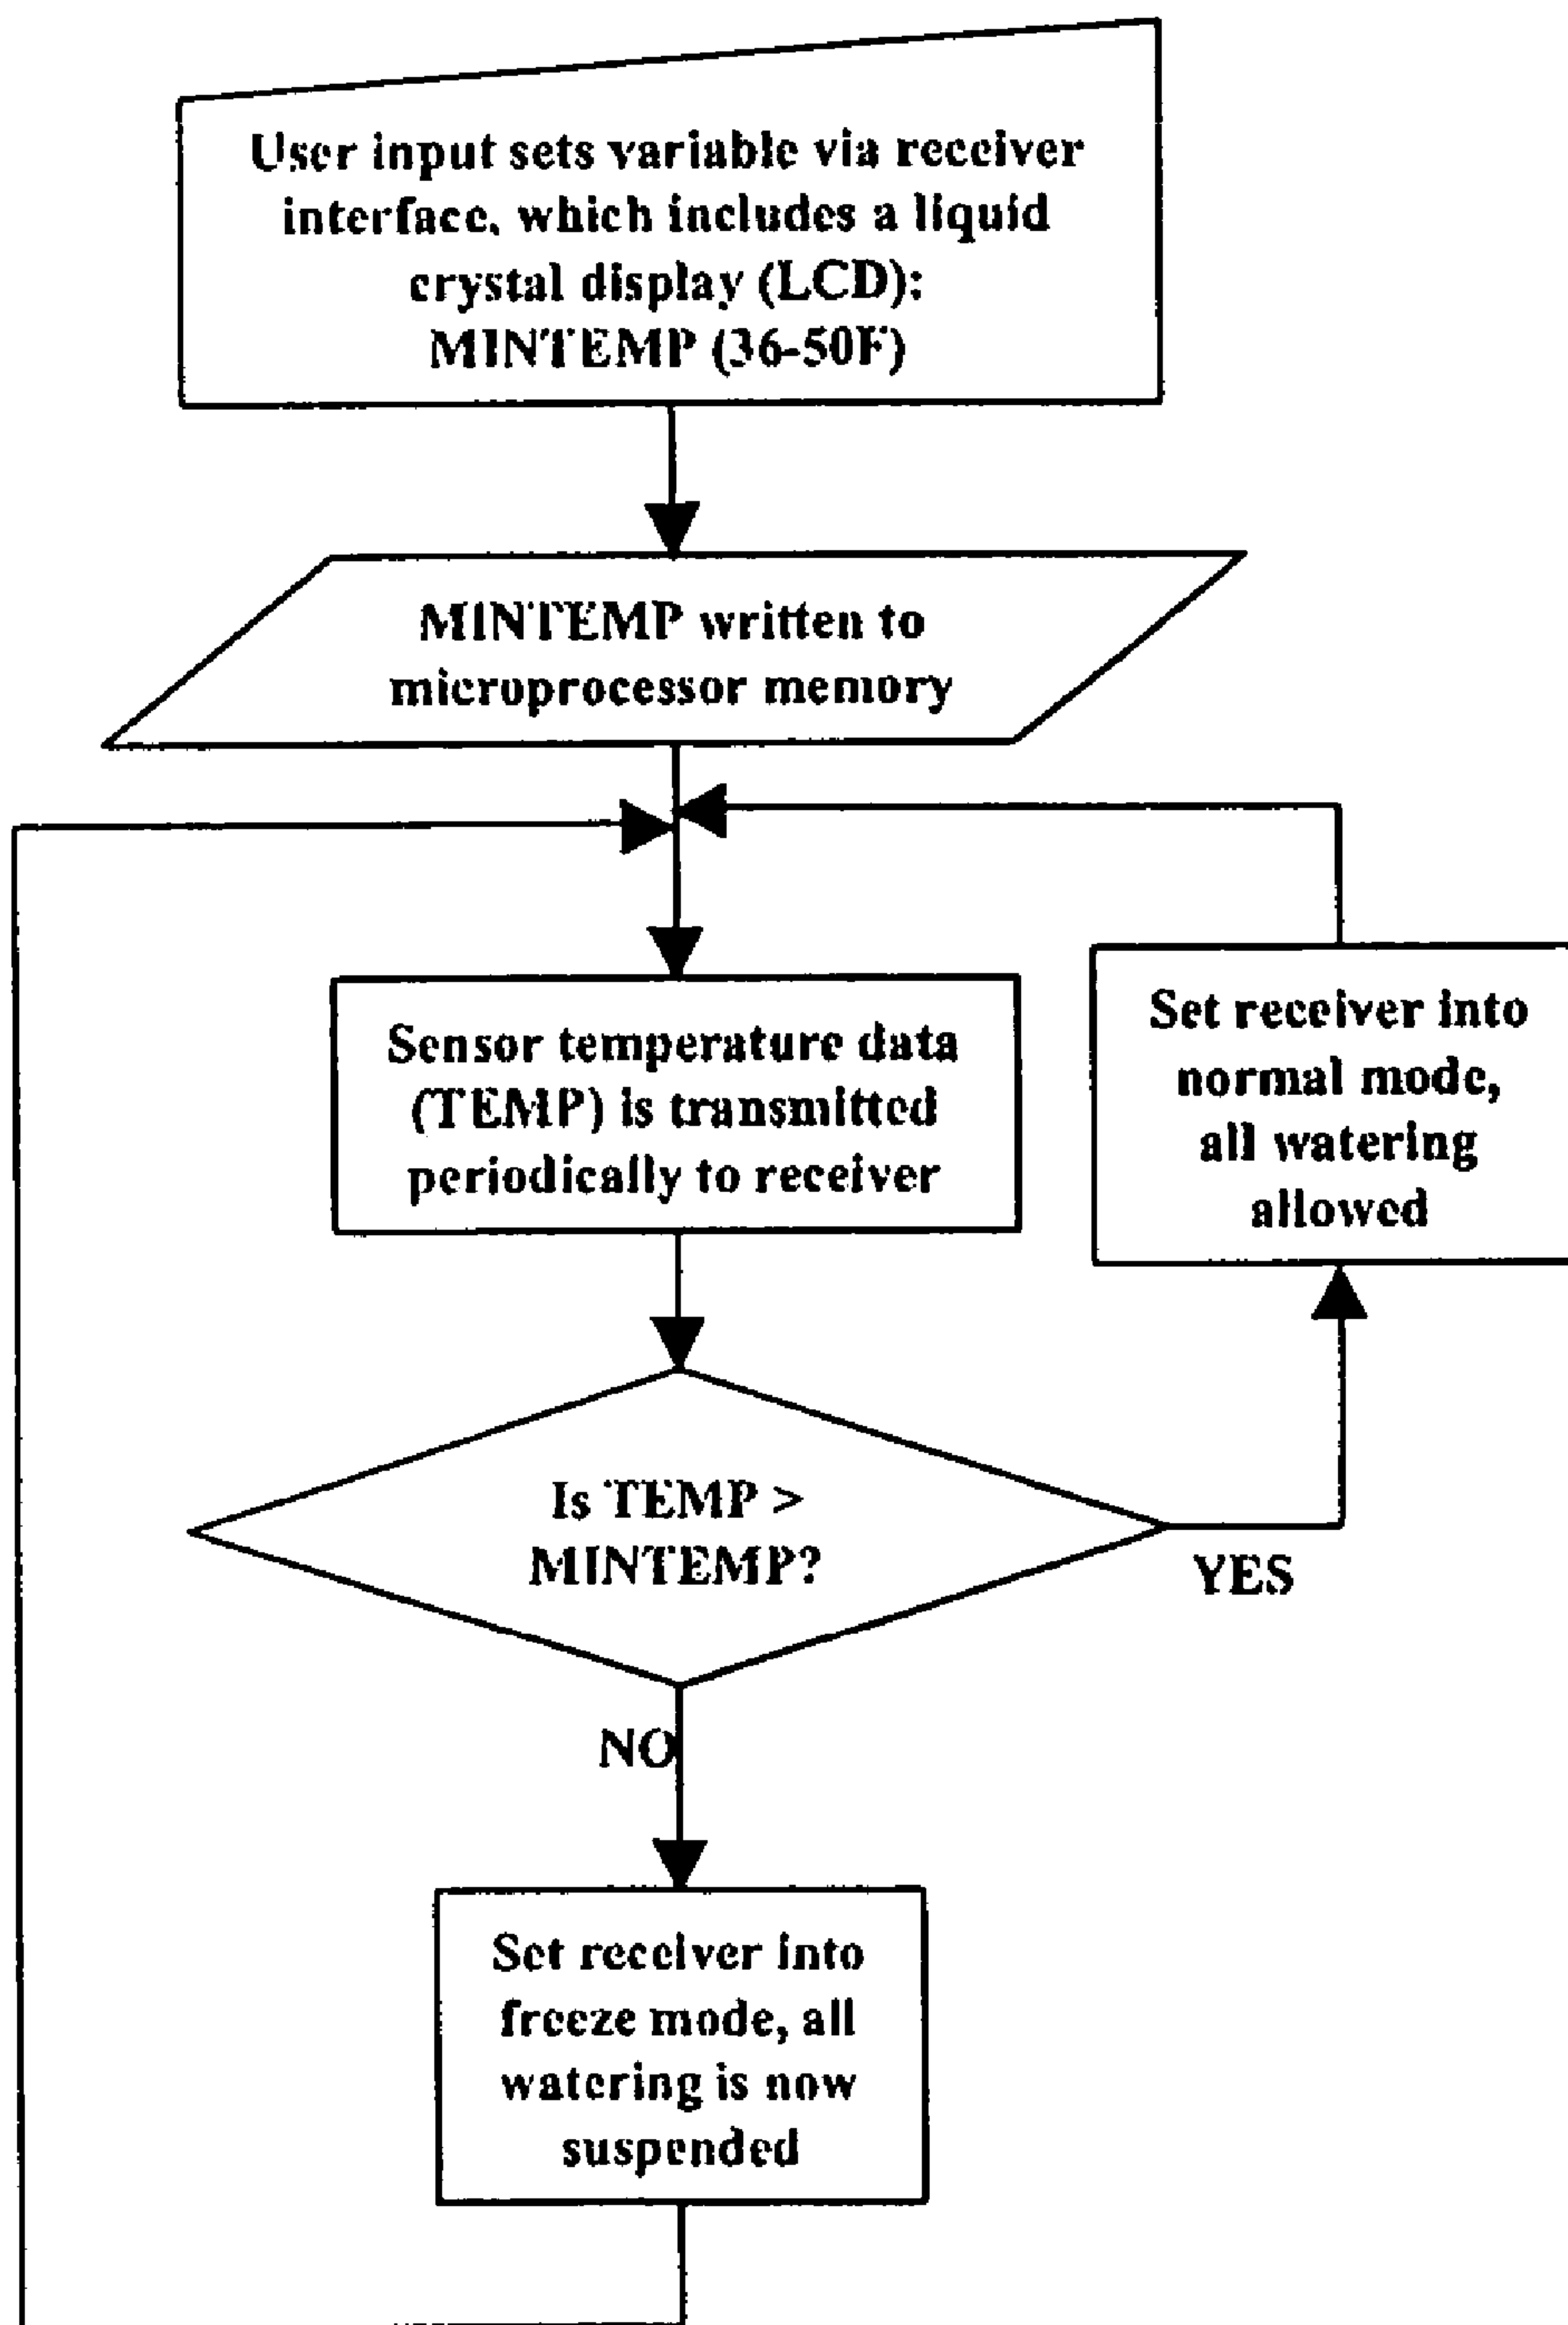 User input sets variable via receiver
interface, which includes a liquid
crystal display (LCD):
MINTEMP (36-50F)
MINTEMP written to
microprocessor memory
Sensor temperature data
(TEMP) is transmitted
periodically to receiver
Set receiver into
normal mode,
all watering
allowed
Is TEMP >
MINTEMP?
YES
NO
Set receiver into
freeze mode, all
watering is now
suspended